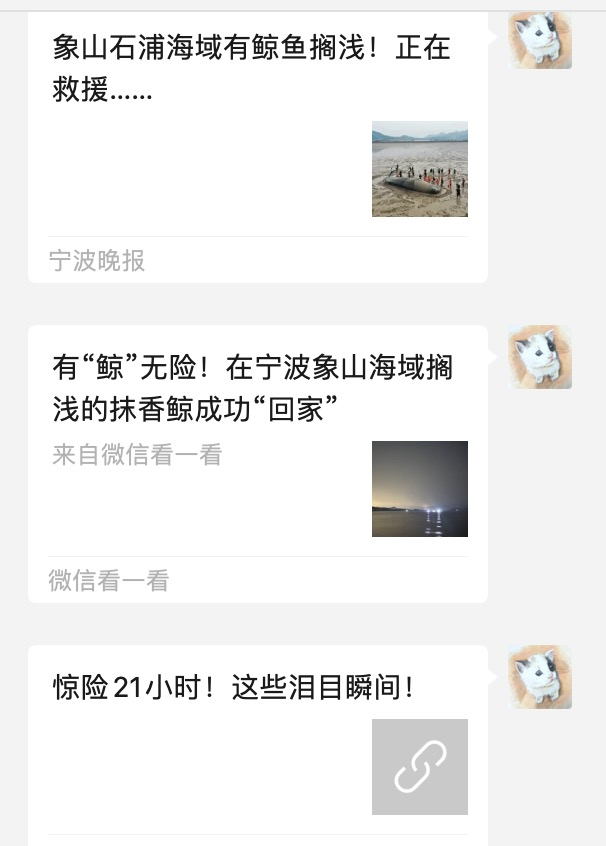 象山石浦海域有鲸鱼搁浅！正在
救援……
宁波晚报
有“鲸”无险！在宁波象山海域搁
浅的抹香鲸成功“回家”
来自微信看一看
微信看一看
惊险21小时！这些泪目瞬间！